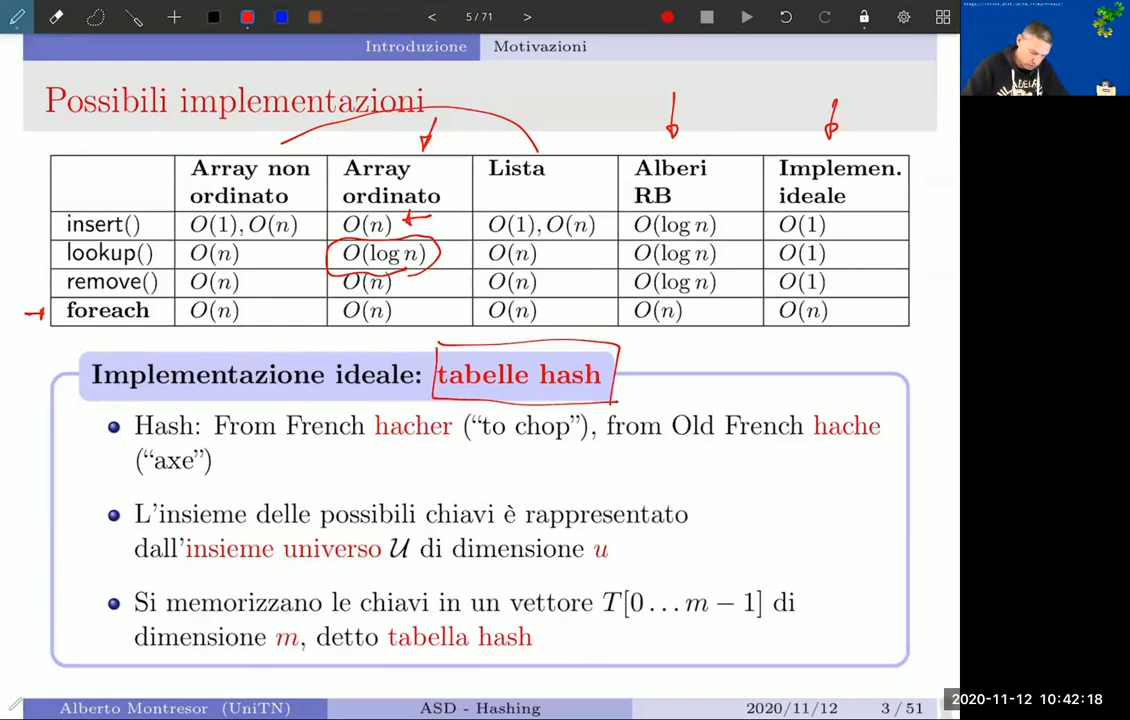 5 / 71
Introduzione Motivazioni
Possibili implementazioni
Array non ordinato Array ordinato Lista Alberi RB Implemen. ideale
insert() O(1), O(n) O(n) O(1), O(n) O(log n) O(1)
lookup() O(n) O(log n) O(n) O(log n) O(1)
remove() O(n) O(n) O(n) O(log n) O(1)
foreach O(n) O(n) O(n) O(n) O(n)
Implementazione ideale: tabelle hash
Hash: From French hacher (“to chop”), from Old French hache
(“axe”)
L'insieme delle possibili chiavi è rappresentato
dall'insieme universo 𝒰 di dimensione u
Si memorizzano le chiavi in un vettore T[0 . . . m − 1] di
dimensione m, detto tabella hash
Alberto Montresor (UniTN) ASD - Hashing 2020/11/12 3 / 51
2020-11-12 10:42:18